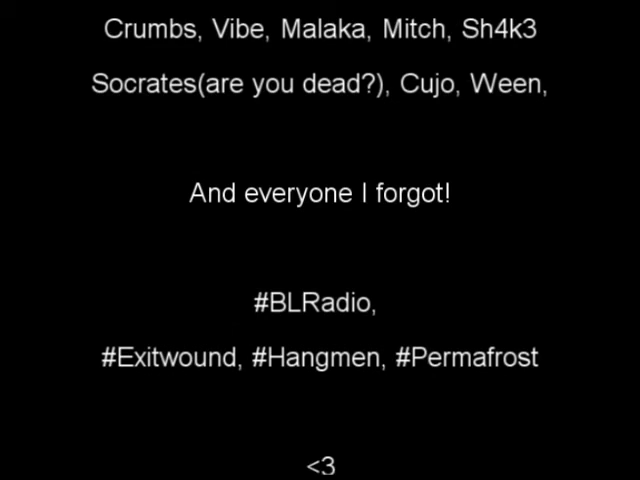 Crumbs, Vibe, Malaka, Mitch, Sh4k3
Socrates(are you dead?), Cujo, Ween,
And everyone I forgot!
#BLRadio,
#Exitwound, #Hangmen, #Permafrost
<3